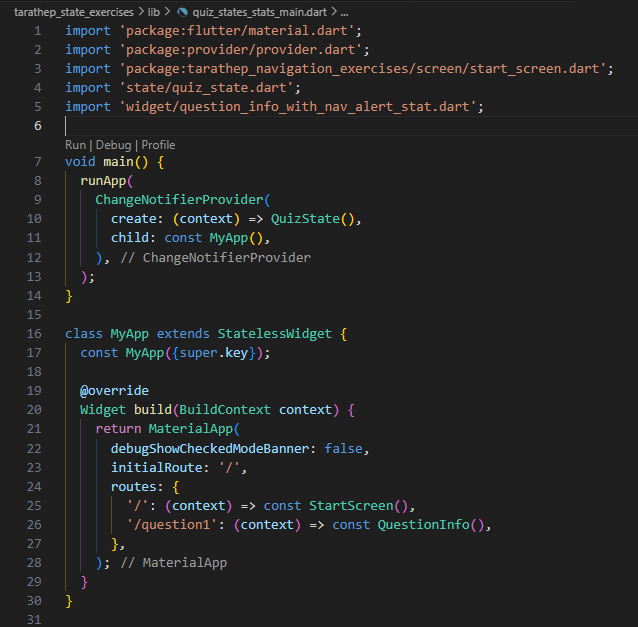 tarathep_state_exercises > lib > quiz_states_stats_main.dart > ...
1 import 'package:flutter/material.dart';
2 import 'package:provider/provider.dart';
3 import 'package:tarathep_navigation_exercises/screen/start_screen.dart';
4 import 'state/quiz_state.dart';
5 import 'widget/question_info_with_nav_alert_stat.dart';
6
Run | Debug | Profile
7 void main() {
8   runApp(
9     ChangeNotifierProvider(
10       create: (context) => QuizState(),
11       child: const MyApp(),
12     ), // ChangeNotifierProvider
13   );
14 }
15
16 class MyApp extends StatelessWidget {
17   const MyApp({super.key});
18
19   @override
20   Widget build(BuildContext context) {
21     return MaterialApp(
22       debugShowCheckedModeBanner: false,
23       initialRoute: '/',
24       routes: {
25         '/': (context) => const StartScreen(),
26         '/question1': (context) => const QuestionInfo(),
27       },
28     ); // MaterialApp
29   }
30 }
31